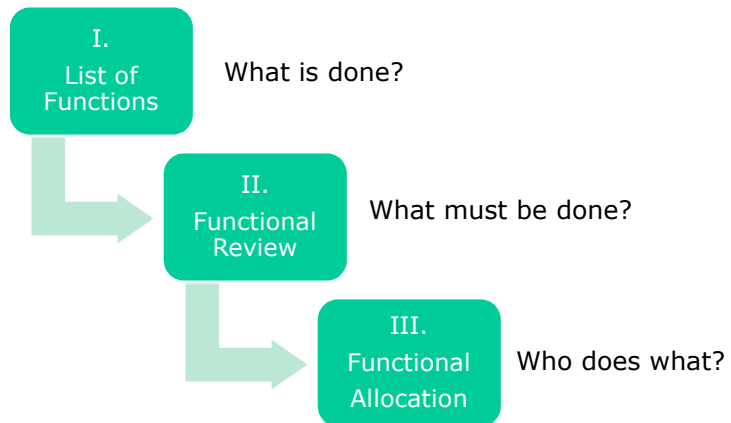 I.
List of
Functions
What is done?
II.
Functional
Review
What must be done?
III.
Functional
Allocation
Who does what?